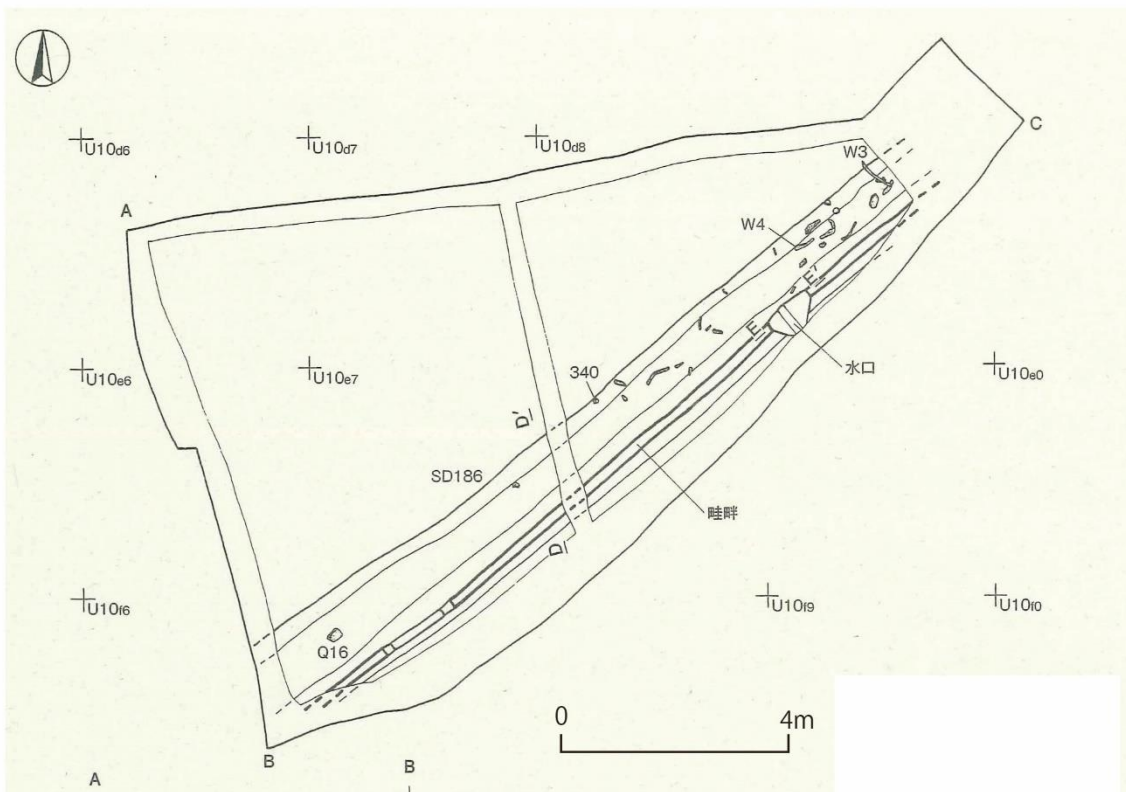 U10d6
U10d7
U10d8
C
W3
A
W4
E'
E
U10e6
U10e7
340
水口
U10e0
D'
SD186
畦畔
D
U10f6
U10f9
U10f0
Q16
0 4m
B
A
B